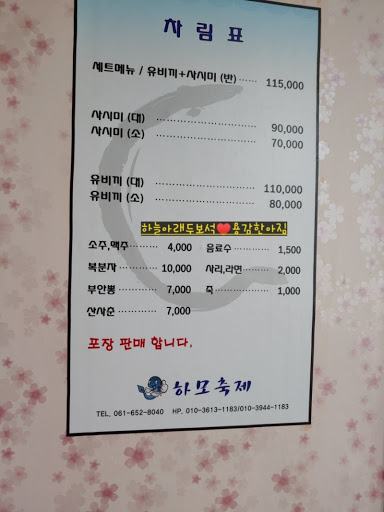 차림표
세트메뉴 / 유비끼+사시미 (반) ...... 115,000
사시미 (대) .......................... 90,000
사시미 (소) .......................... 70,000
유비끼 (대) .......................... 110,000
유비끼 (소) .......................... 80,000
하늘아래두보석❤용감한아짐
소주,맥주 ......... 4,000 음료수 ........... 1,500
복분자 ............ 10,000 사리,라면 ........ 2,000
부안뽕 ............ 7,000 죽 ................ 1,000
산사춘 ............ 7,000
포장 판매 합니다.
하모축제
TEL. 061-652-8040 HP. 010-3613-1183/010-3944-1183